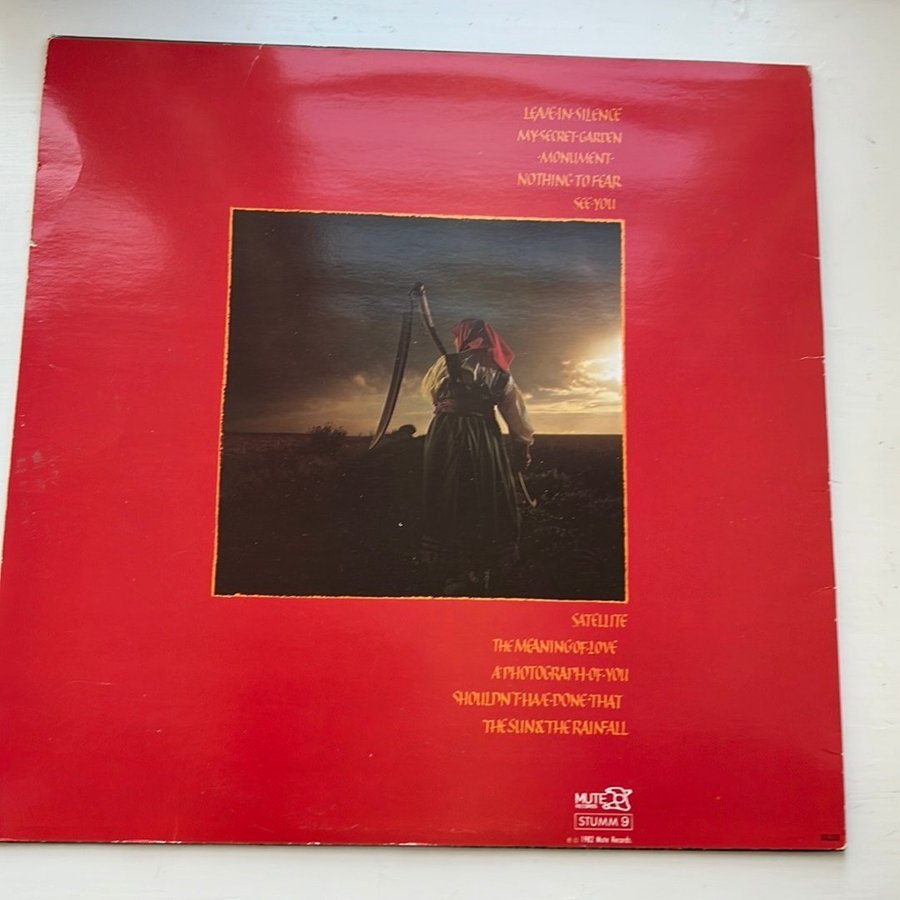 LEAVE·IN·SILENCE
MY·SECRET·GARDEN
·MONUMENT·
NOTHING·TO·FEAR
SEE·YOU
SATELLITE
THE·MEANING·OF·LOVE
A·PHOTOGRAPH·OF·YOU
SHOULDN'T·HAVE·DONE·THAT
THE·SUN&THE·RAINFALL
MUTE
RECORDS
STUMM 9
℗ © 1982 Mute Records.